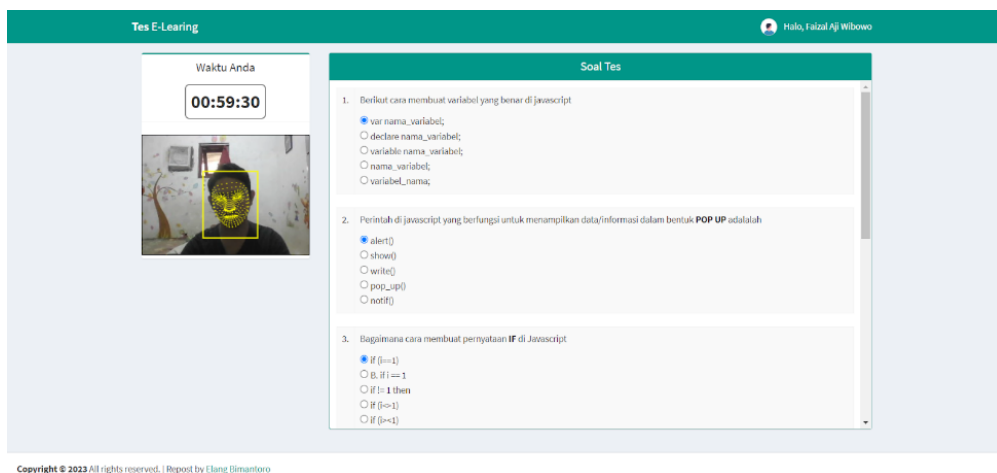 Tes E-Learing
Halo, Faizal Aji Wibowo
Waktu Anda
00:59:30
Soal Tes
1. Berikut cara membuat variabel yang benar di javascript
var nama_variabel;
declare nama_variabel;
variable nama_variabel;
nama_variabel;
variabel_nama;
2. Perintah di javascript yang berfungsi untuk menampilkan data/informasi dalam bentuk POP UP adalalah
alert()
show()
write()
pop_up()
notif()
3. Bagaimana cara membuat pernyataan IF di Javascript
if (i==1)
B. if i == 1
if != 1 then
if (i<>1)
if (i><1)
Copyright © 2023 All rights reserved. | Repost by Elang Bimantoro